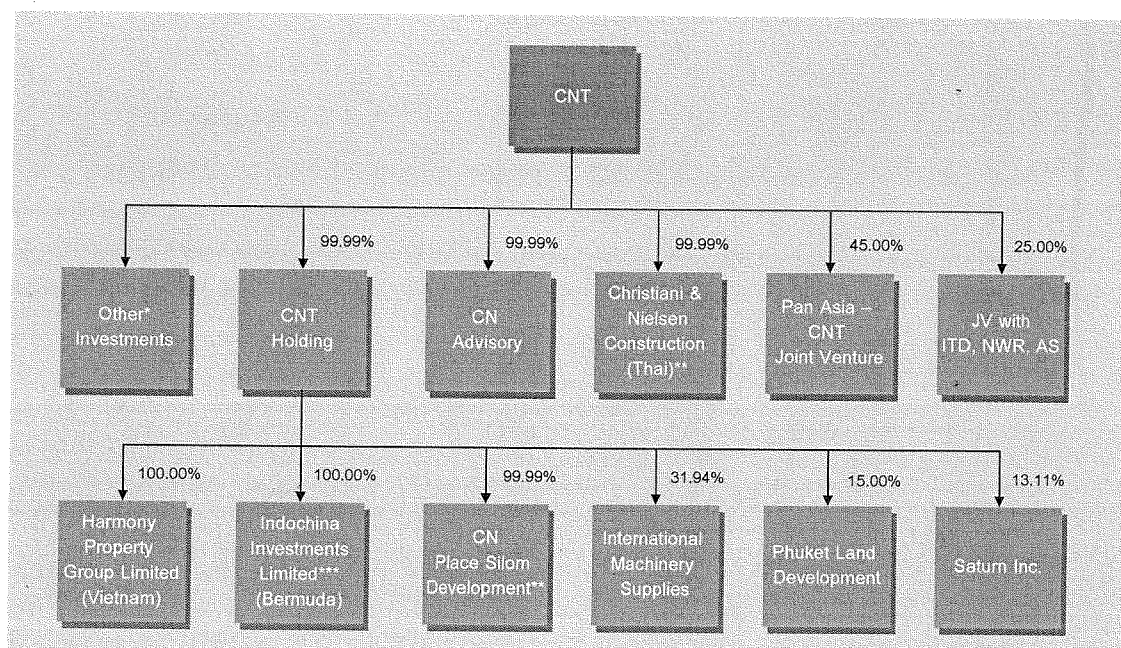 CNT
99.99%
99.99%
99.99%
45.00%
25.00%
Other*
Investments
CNT
Holding
CN
Advisory
Christiani &
Nielsen
Construction
(Thai)**
Pan Asia –
CNT
Joint Venture
JV with
ITD, NWR, AS
100.00%
100.00%
99.99%
31.94%
15.00%
13.11%
Harmony
Property
Group Limited
(Vietnam)
Indochina
Investments
Limited***
(Bermuda)
CN
Place Silom
Development**
International
Machinery
Supplies
Phuket Land
Development
Saturn Inc.